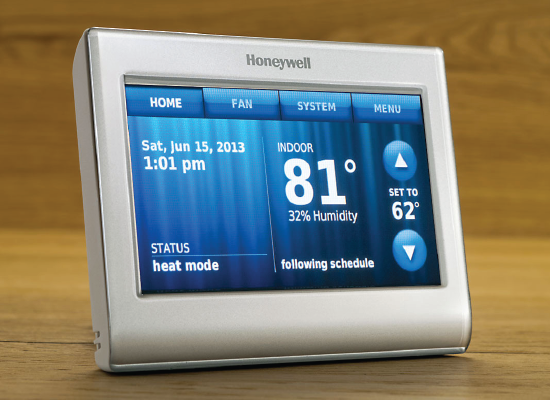 Honeywell
HOME FAN SYSTEM MENU
Sat, Jun 15, 2013
1:01 pm
INDOOR
81°
32% Humidity
SET TO
62°
STATUS
heat mode
following schedule